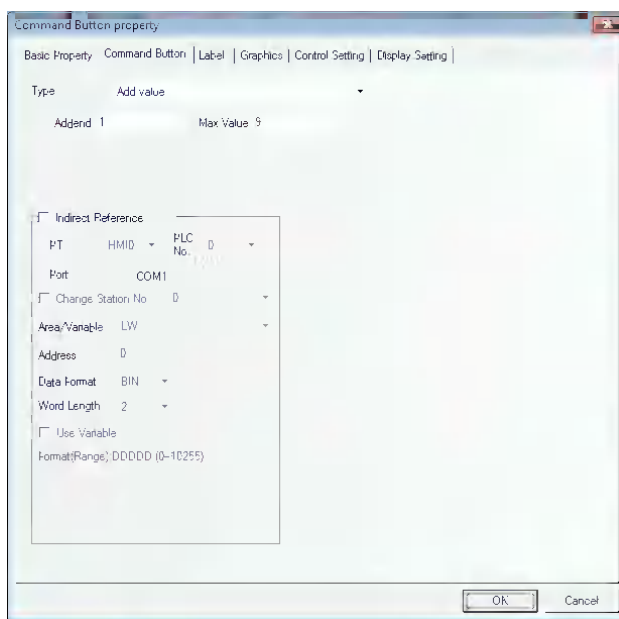 Command Button property
Basic Property Command Button Label Graphics Control Setting Display Setting
Type Add value
Addend 1 Max Value 9
Indirect Reference
PT HMI0 PLC No. 0
Port COM1
Change Station No 0
Area/Variable LW
Address 0
Data Format BIN
Word Length 2
Use Variable
Format(Range):DDDDD (0~10255)
OK Cancel